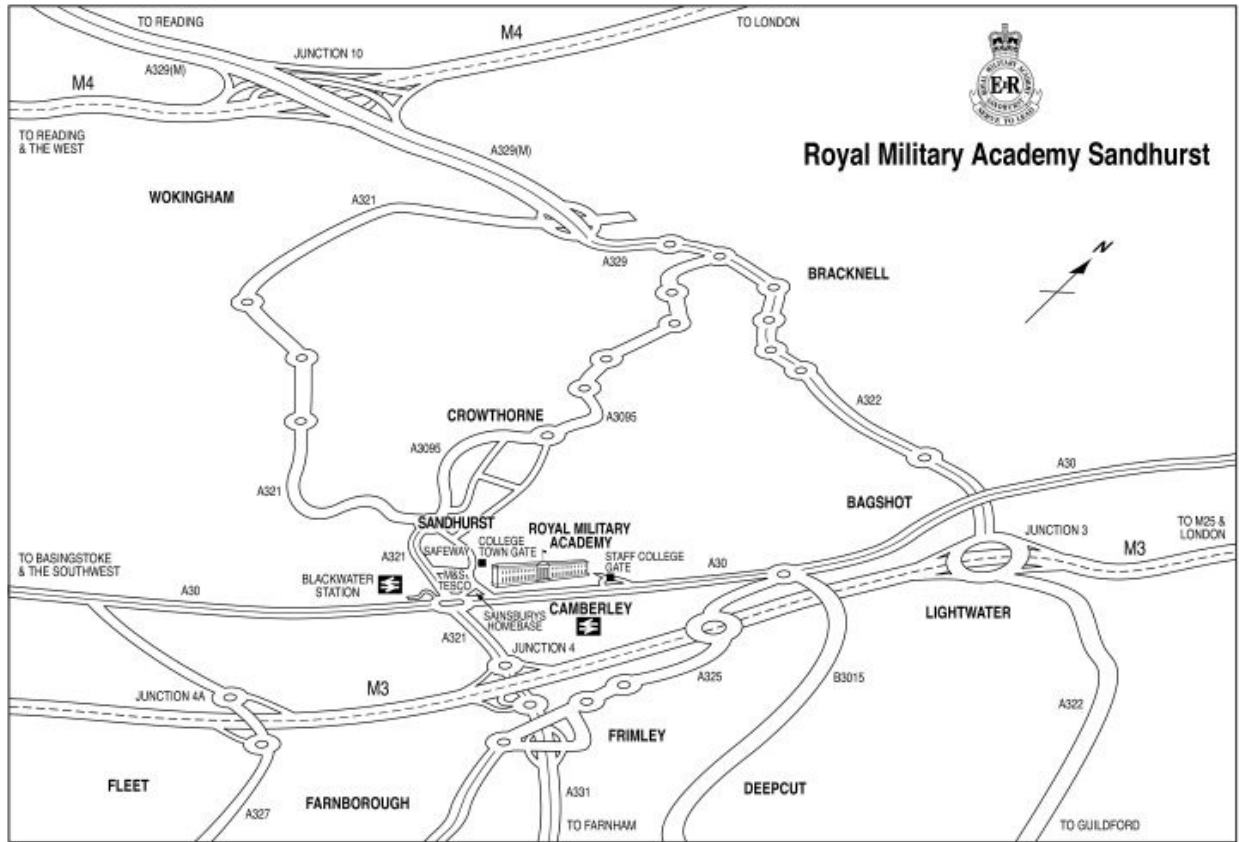 TO READING
M4
TO LONDON
JUNCTION 10
A329(M)
M4
TO READING
& THE WEST
ROYAL MILITARY ACADEMY
E
R
SANDHURST
SERVE TO LEAD
Royal Military Academy Sandhurst
A329(M)
WOKINGHAM
A321
A329
N
BRACKNELL
A322
CROWTHORNE
A3095
A3095
A30
A321
BAGSHOT
SANDHURST
ROYAL MILITARY
ACADEMY
COLLEGE
TOWN GATE
JUNCTION 3
TO M25 &
LONDON
M3
TO BASINGSTOKE
& THE SOUTHWEST
A321
SAFEWAY
STAFF COLLEGE
GATE
A30
BLACKWATER
STATION
M&S
TESCO
A30
CAMBERLEY
SAINSBURYS
HOMEBASE
LIGHTWATER
A321
JUNCTION 4
M3
JUNCTION 4A
A325
B3015
A322
FRIMLEY
FLEET
FARNBOROUGH
A331
DEEPCUT
A327
TO FARNHAM
TO GUILDFORD